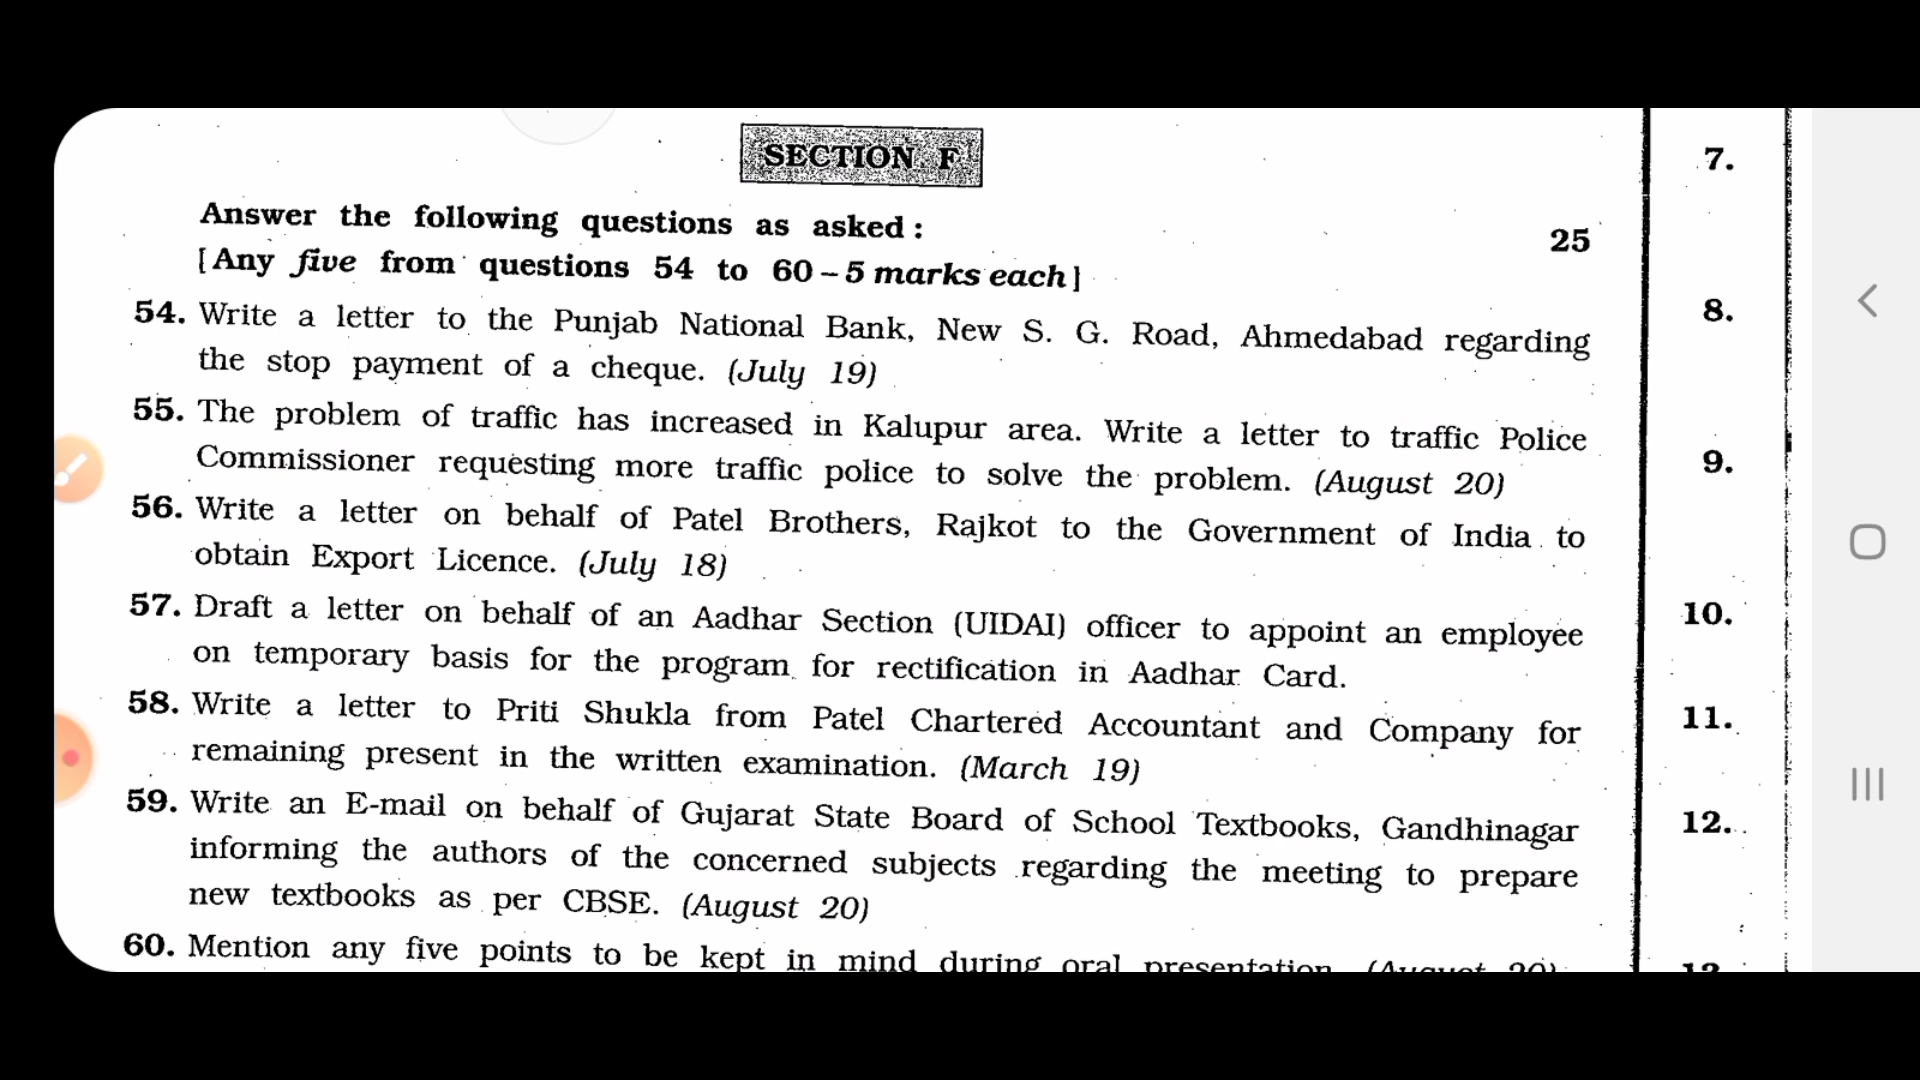 SECTION F
7.
Answer the following questions as asked :
25
[Any five from questions 54 to 60 – 5 marks each]
54. Write a letter to the Punjab National Bank, New S. G. Road, Ahmedabad regarding
8.
the stop payment of a cheque. (July 19)
55. The problem of traffic has increased in Kalupur area. Write a letter to traffic Police
Commissioner requesting more traffic police to solve the problem. (August 20)
9.
56. Write a letter on behalf of Patel Brothers, Rajkot to the Government of India to
obtain Export Licence. (July 18)
57. Draft a letter on behalf of an Aadhar Section (UIDAI) officer to appoint an employee
10.
on temporary basis for the program for rectification in Aadhar Card.
58. Write a letter to Priti Shukla from Patel Chartered Accountant and Company for
11.
remaining present in the written examination. (March 19)
59. Write an E-mail on behalf of Gujarat State Board of School Textbooks, Gandhinagar
12.
informing the authors of the concerned subjects regarding the meeting to prepare
new textbooks as per CBSE. (August 20)
60. Mention any five points to be kept in mind during oral presentation. (August 20)
13.